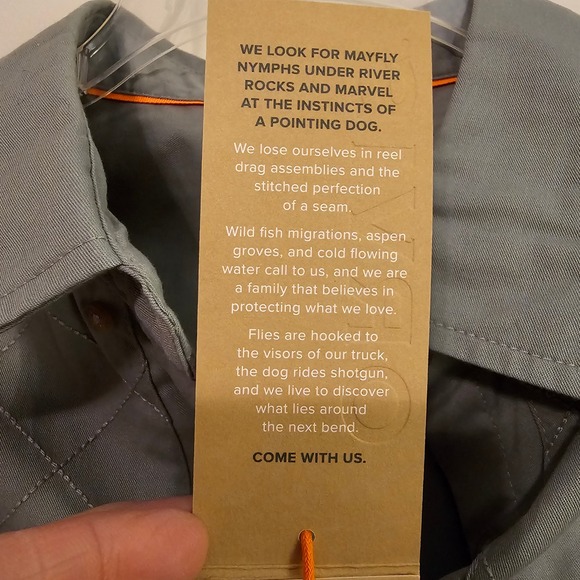 WE LOOK FOR MAYFLY
NYMPHS UNDER RIVER
ROCKS AND MARVEL
AT THE INSTINCTS OF
A POINTING DOG.
We lose ourselves in reel
drag assemblies and the
stitched perfection
of a seam.
Wild fish migrations, aspen
groves, and cold flowing
water call to us, and we are
a family that believes in
protecting what we love.
Flies are hooked to
the visors of our truck,
the dog rides shotgun,
and we live to discover
what lies around
the next bend.
COME WITH US.
ORVIS